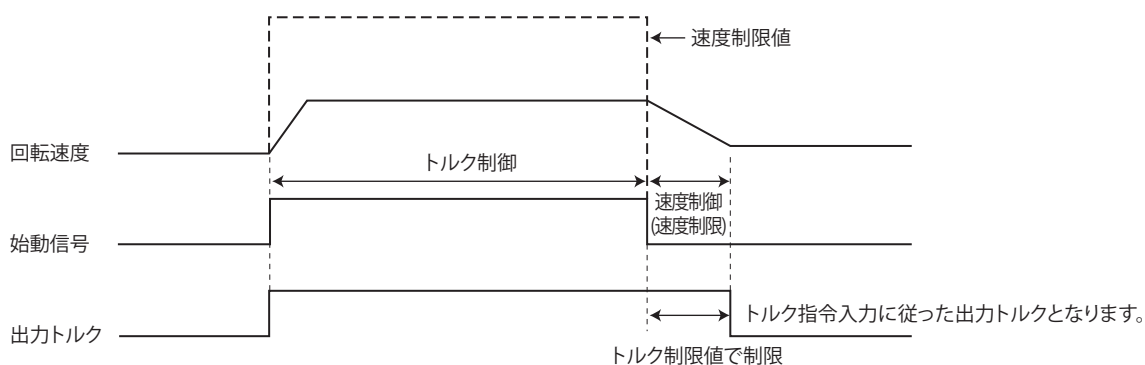 速度制限値
回転速度
トルク制御
速度制御
(速度制限)
始動信号
トルク指令入力に従った出力トルクとなります。
出力トルク
トルク制限値で制限